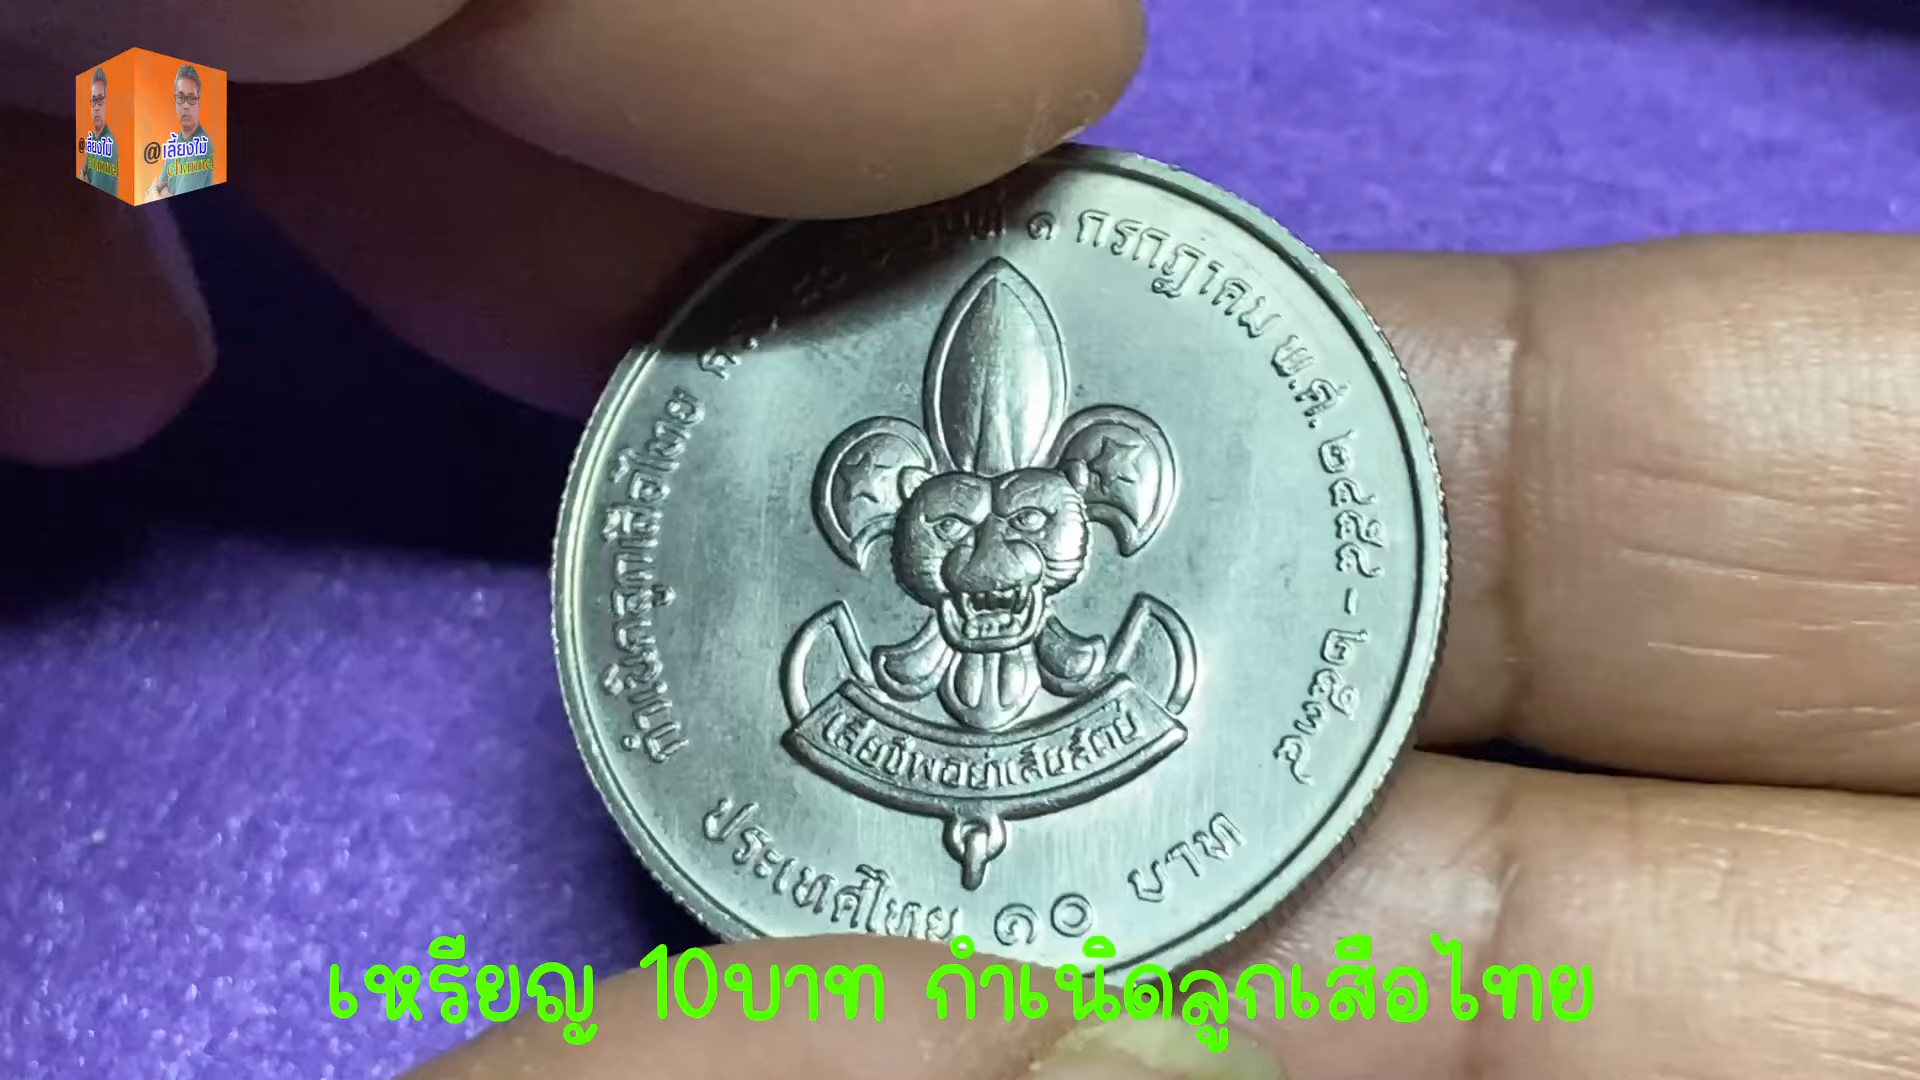 @เลี้ยงไม้
channel
@เลี้ยงไม้
channel
กำเนิดลูกเสือไทย ค.ร. ๑ กรกฎาคม พ.ศ. ๒๔๕๔ - ๒๕๓๔
เสียชีพอย่าเสียสัตย์
ประเทศไทย ๑๐ บาท
เหรียญ 10บาท กำเนิดลูกเสือไทย